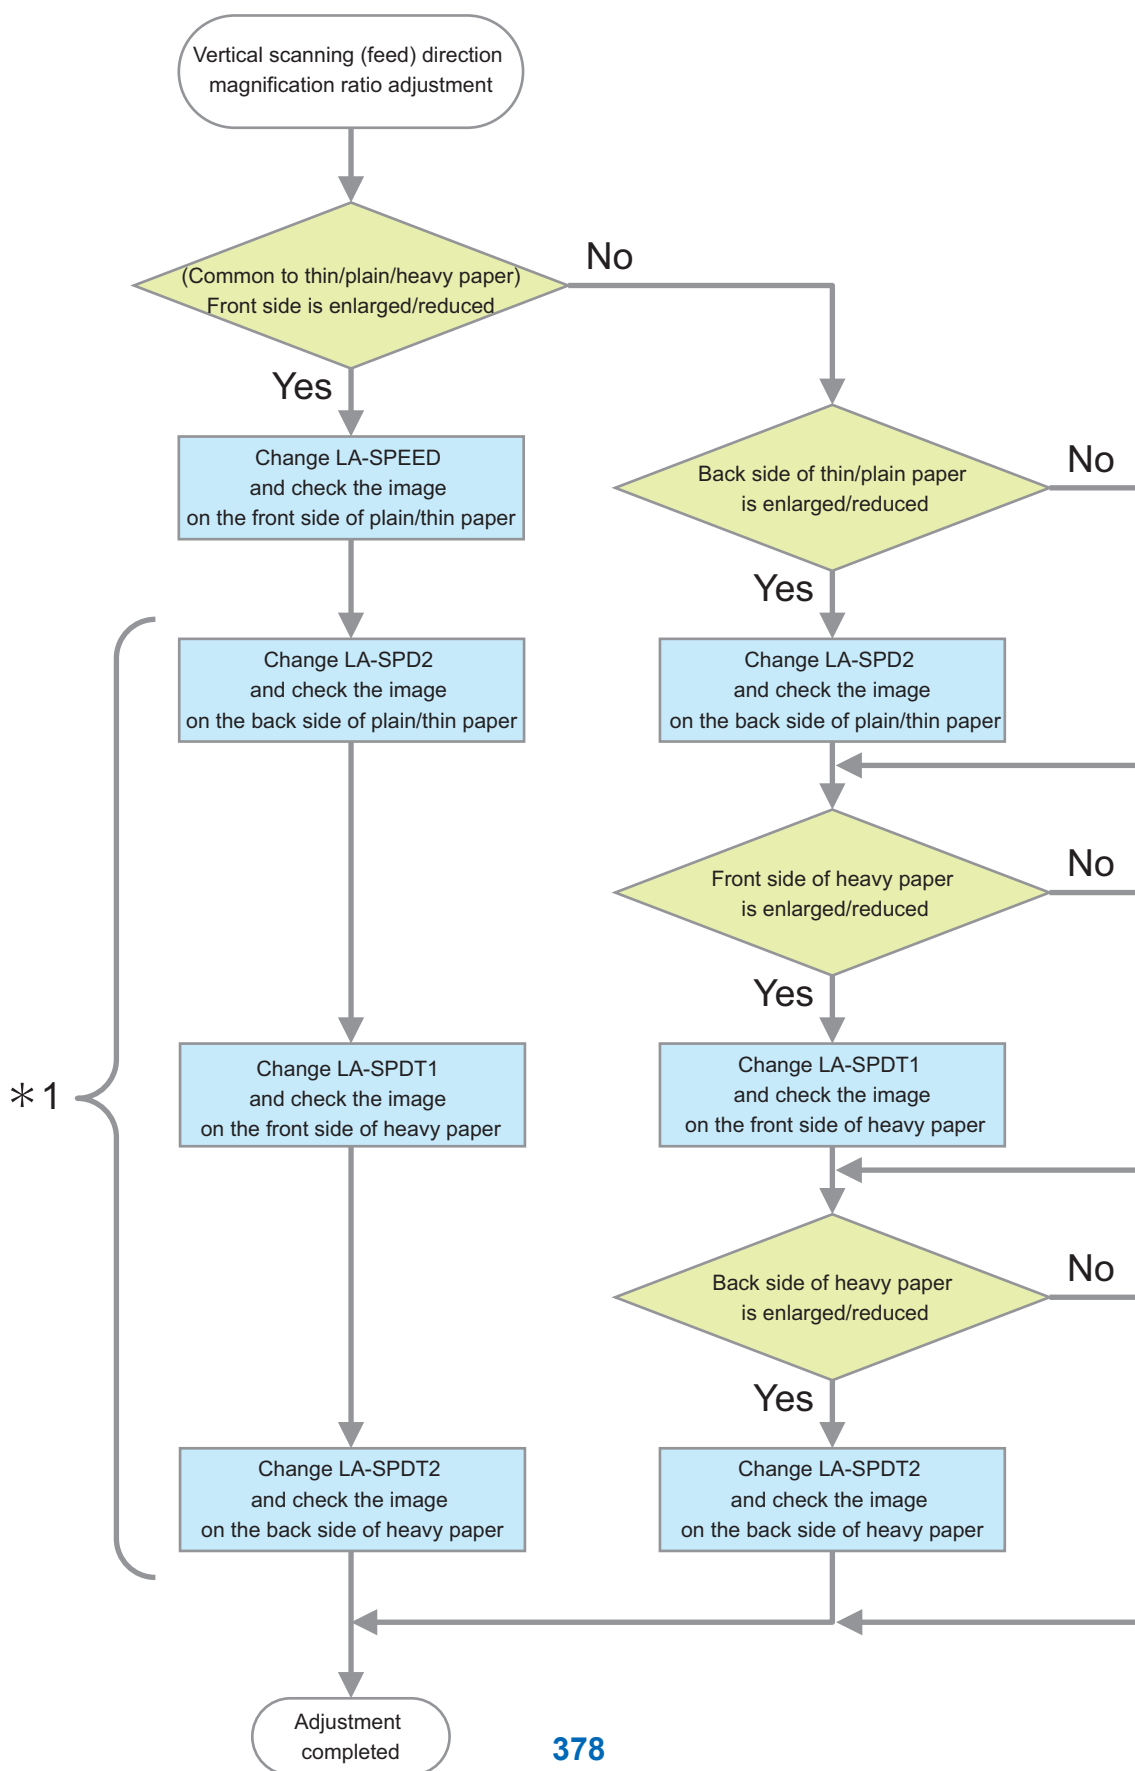 Vertical scanning (feed) direction
magnification ratio adjustment
(Common to thin/plain/heavy paper)
Front side is enlarged/reduced
No
Yes
Change LA-SPEED
and check the image
on the front side of plain/thin paper
Back side of thin/plain paper
is enlarged/reduced
No
Yes
Change LA-SPD2
and check the image
on the back side of plain/thin paper
Change LA-SPD2
and check the image
on the back side of plain/thin paper
Front side of heavy paper
is enlarged/reduced
No
Yes
*1
Change LA-SPDT1
and check the image
on the front side of heavy paper
Change LA-SPDT1
and check the image
on the front side of heavy paper
Back side of heavy paper
is enlarged/reduced
No
Yes
Change LA-SPDT2
and check the image
on the back side of heavy paper
Change LA-SPDT2
and check the image
on the back side of heavy paper
Adjustment
completed
378